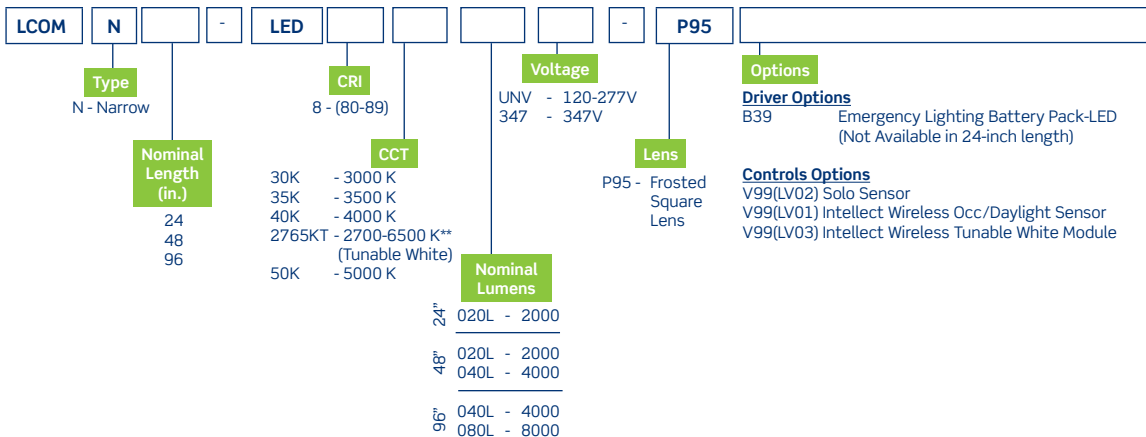 LCOM N - LED - P95
Type
N - Narrow
Nominal
Length
(in.)
24
48
96
CRI
8 - (80-89)
CCT
30K - 3000 K
35K - 3500 K
40K - 4000 K
2765KT - 2700-6500 K**
(Tunable White)
50K - 5000 K
Nominal
Lumens
24" 020L - 2000
48" 020L - 2000
040L - 4000
96" 040L - 4000
080L - 8000
Voltage
UNV - 120-277V
347 - 347V
Lens
P95 - Frosted
Square
Lens
Options
Driver Options
B39 Emergency Lighting Battery Pack-LED
(Not Available in 24-inch length)
Controls Options
V99(LV02) Solo Sensor
V99(LV01) Intellect Wireless Occ/Daylight Sensor
V99(LV03) Intellect Wireless Tunable White Module